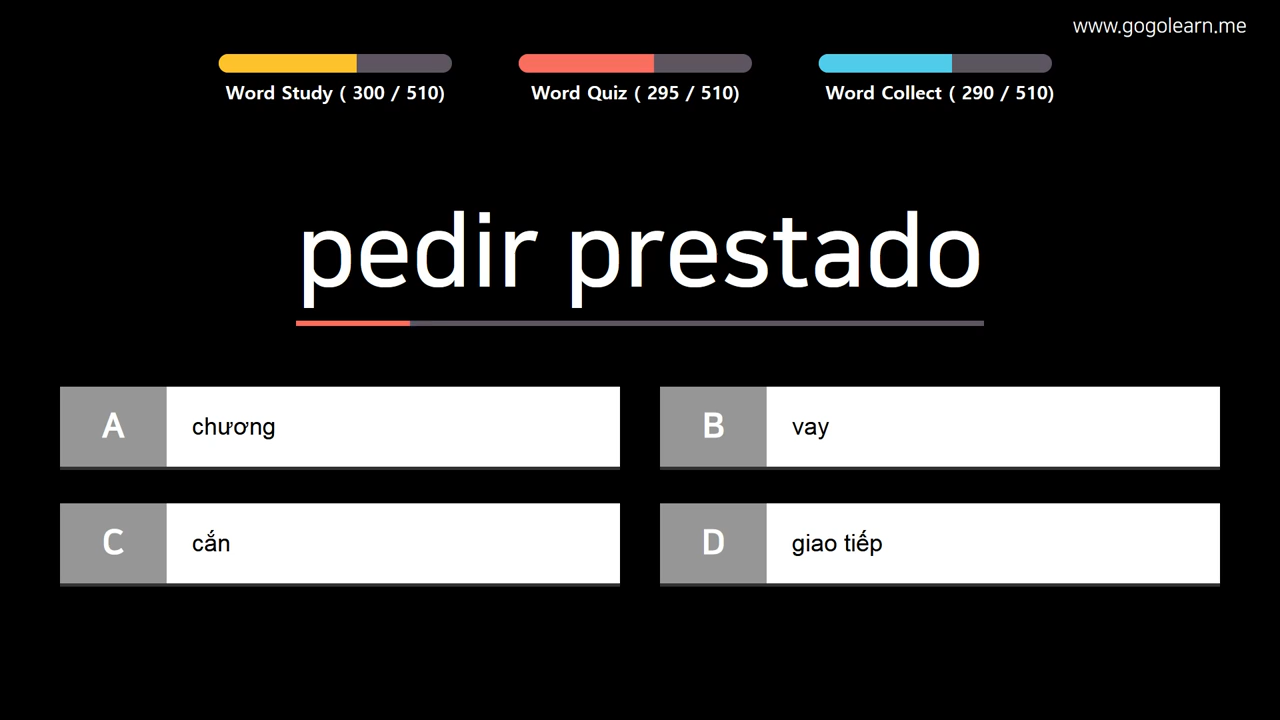 www.gogolearn.me
Word Study ( 300 / 510)
Word Quiz ( 295 / 510)
Word Collect ( 290 / 510)
pedir prestado
A
chương
B
vay
C
cắn
D
giao tiếp